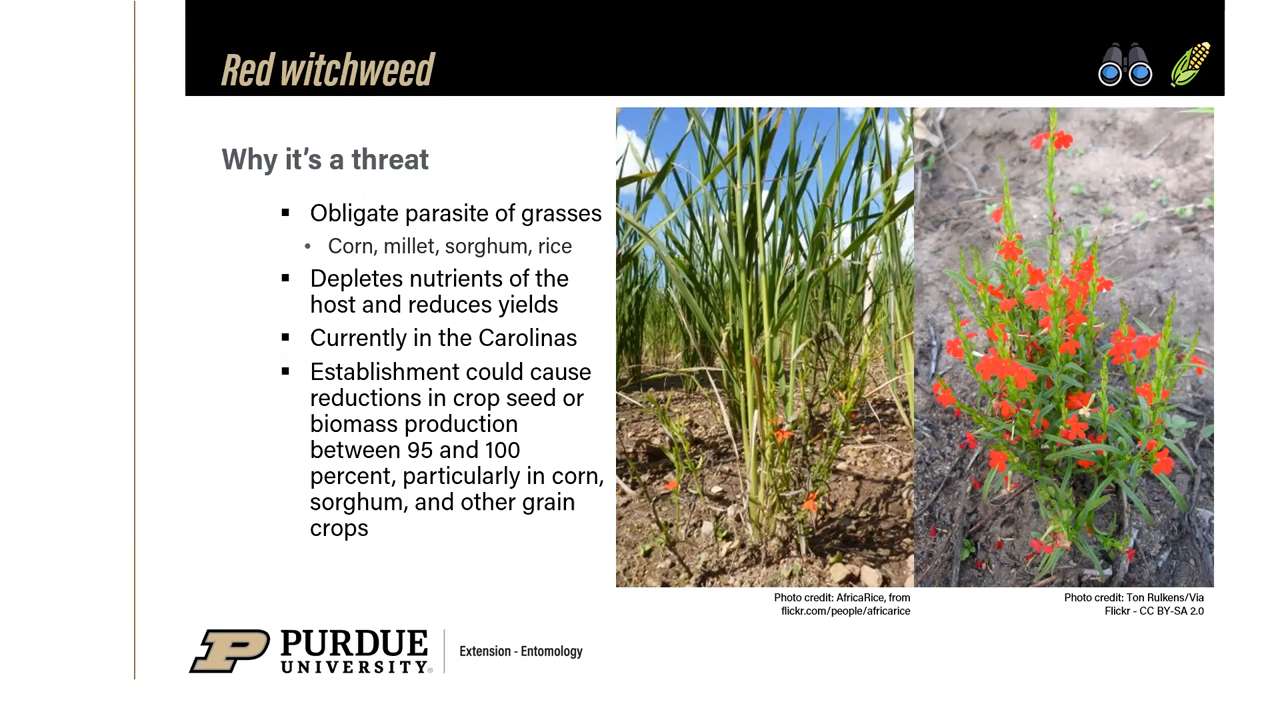 Red witchweed
Why it's a threat
▪ Obligate parasite of grasses
• Corn, millet, sorghum, rice
▪ Depletes nutrients of the
host and reduces yields
▪ Currently in the Carolinas
▪ Establishment could cause
reductions in crop seed or
biomass production
between 95 and 100
percent, particularly in corn,
sorghum, and other grain
crops
Photo credit: AfricaRice, from
flickr.com/people/africarice
Photo credit: Ton Rulkens/Via
Flickr - CC BY-SA 2.0
P PURDUE
UNIVERSITY®
Extension - Entomology